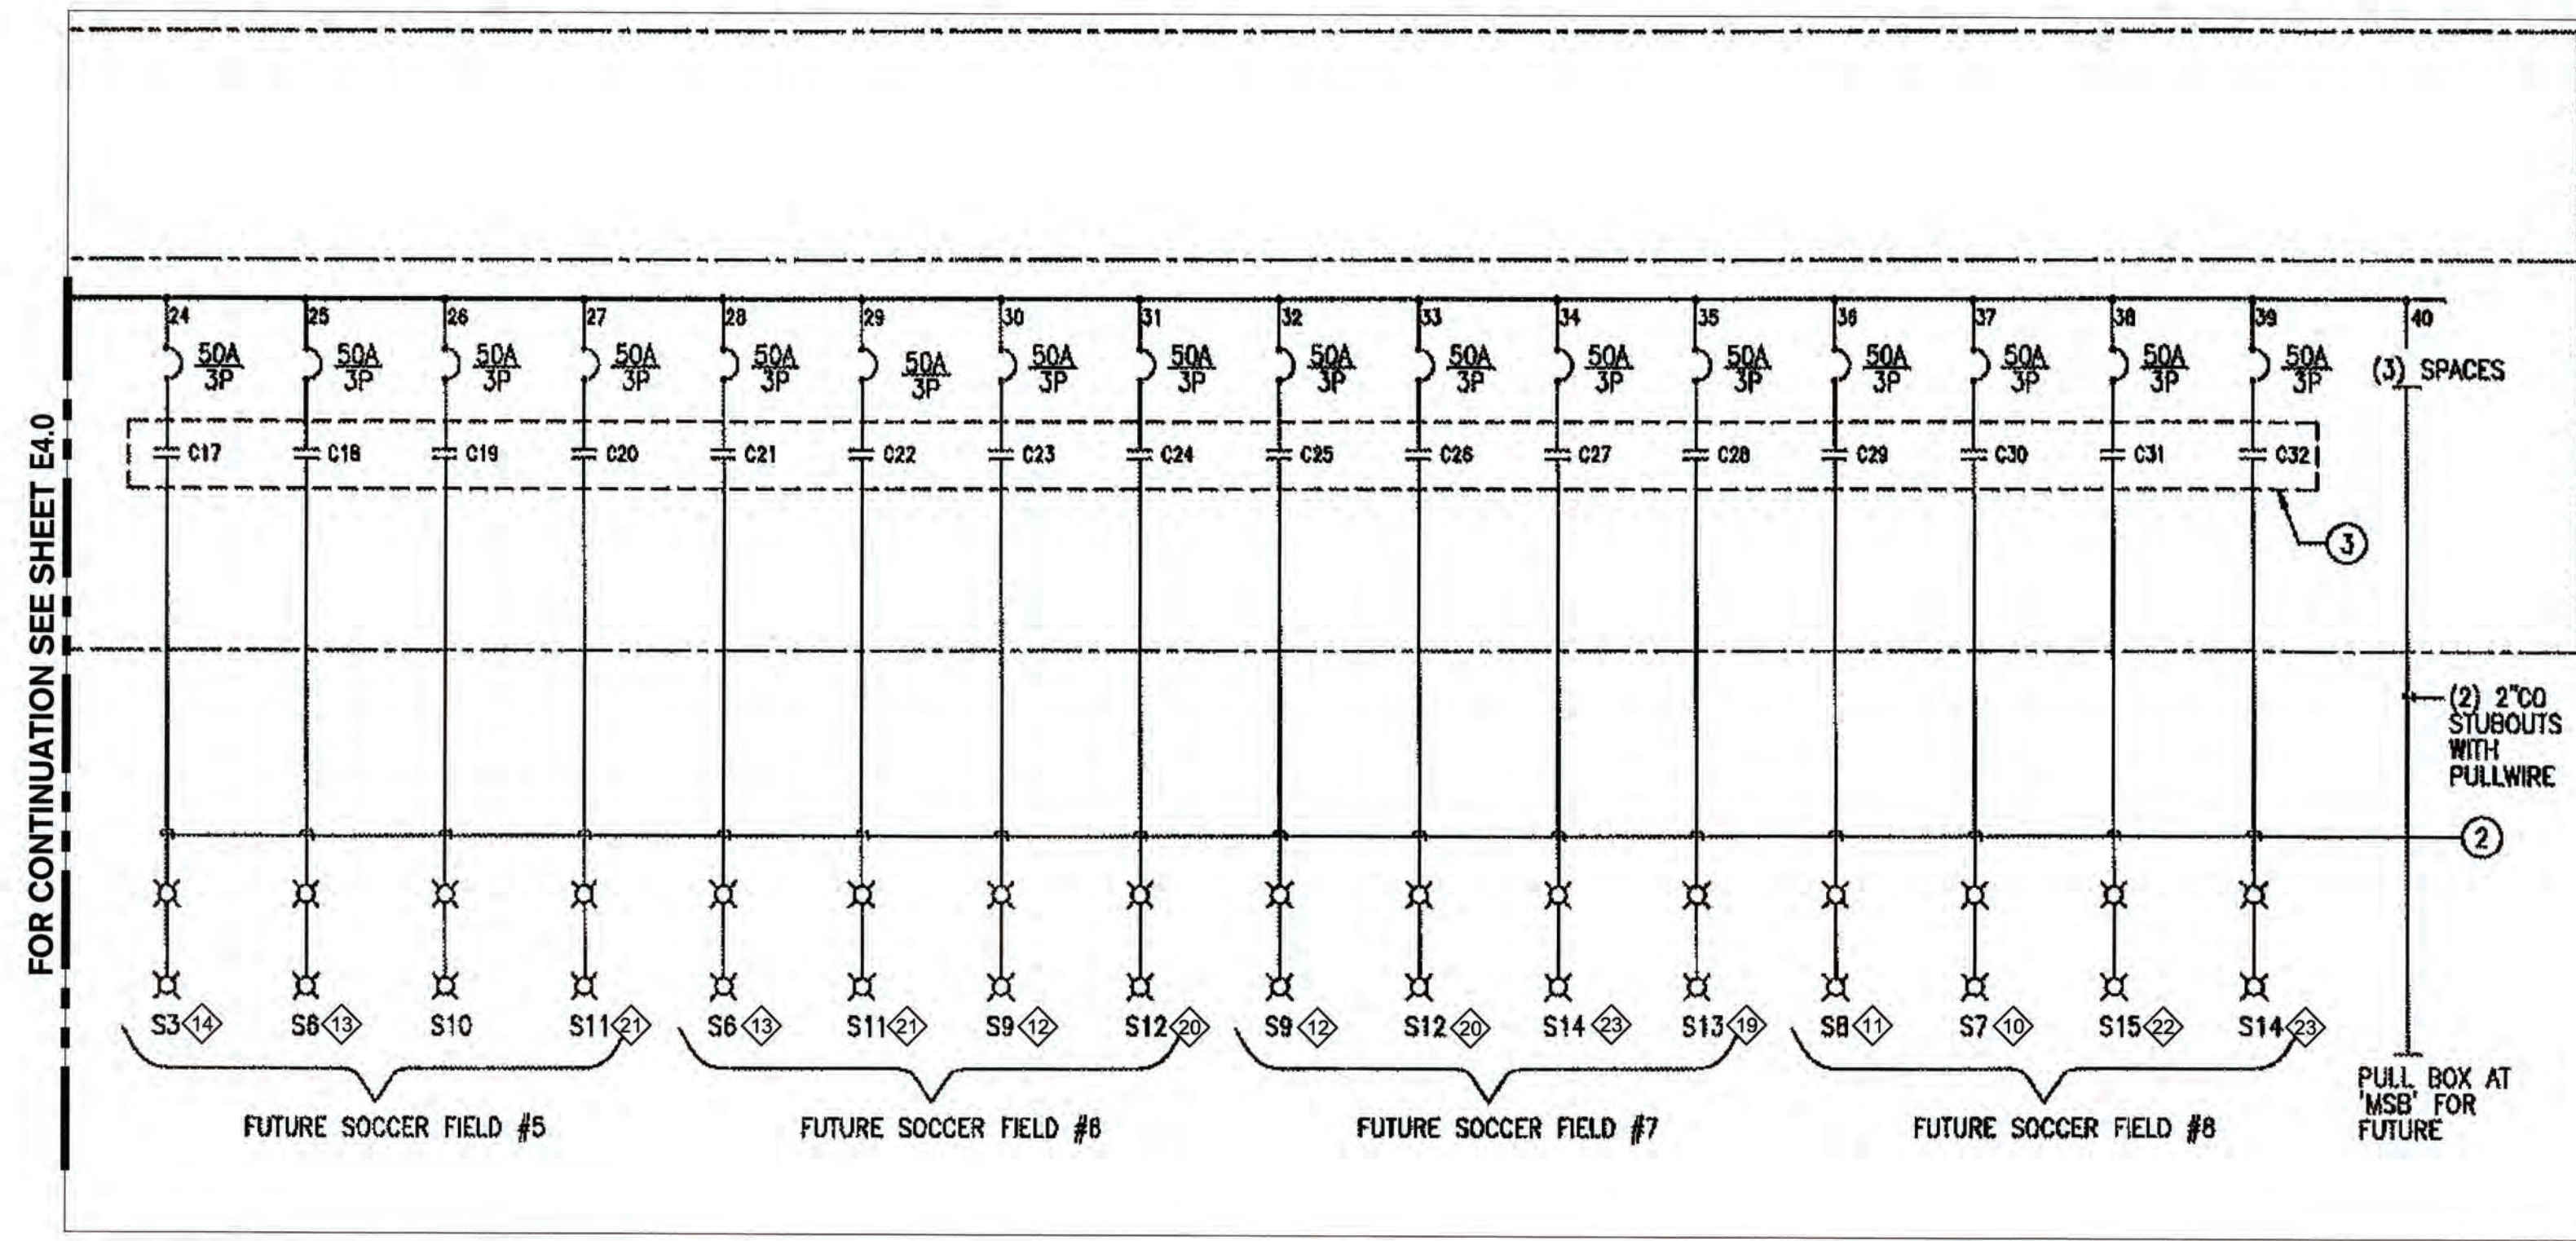 FOR CONTINUATION SEE SHEET E4.0
24 25 26 27 28 29 30 31 32 33 34 35 36 37 38 39 40
50A 50A 50A 50A 50A 50A 50A 50A 50A 50A 50A 50A 50A 50A 50A 50A
3P 3P 3P 3P 3P 3P 3P 3P 3P 3P 3P 3P 3P 3P 3P 3P
(3) SPACES
C17 C18 C19 C20 C21 C22 C23 C24 C25 C26 C27 C28 C29 C30 C31 C32
3
(2) 2"CO
STUBOUTS
WITH
PULLWIRE
2
S3 14 S6 13 S10 S11 21 S6 13 S11 21 S9 12 S12 20 S9 12 S12 20 S14 23 S13 19 S8 11 S7 10 S15 22 S14 23
FUTURE SOCCER FIELD #5
FUTURE SOCCER FIELD #6
FUTURE SOCCER FIELD #7
FUTURE SOCCER FIELD #8
PULL BOX AT
'MSB' FOR
FUTURE